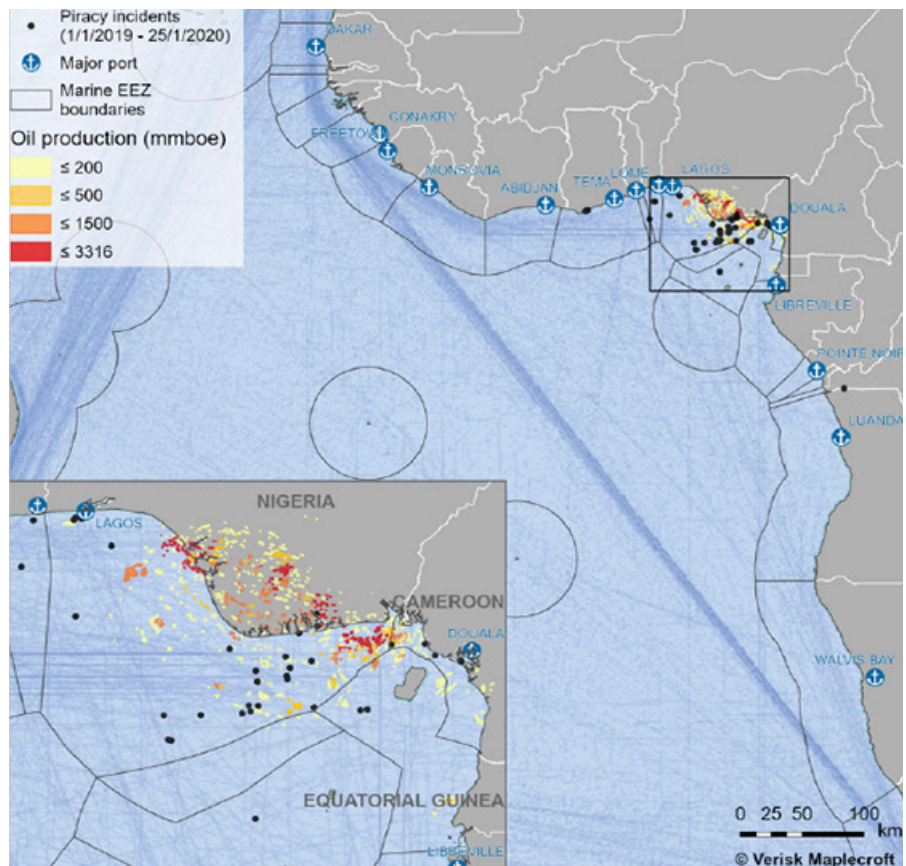 Piracy incidents
(1/1/2019 - 25/1/2020)
Major port
Marine EEZ
boundaries
Oil production (mmboe)
≤ 200
≤ 500
≤ 1500
≤ 3316
DAKAR
CONAKRY
FREETOW
MONROVIA
ABIDJAN
TEMA
LOME
LAGOS
DOUALA
LIBREVILLE
POINTE NOIR
LUANDA
WALVIS BAY
NIGERIA
LAGOS
CAMEROON
DOUALA
EQUATORIAL GUINEA
LIBREVILLE
0 25 50 100
km
© Verisk Maplecroft